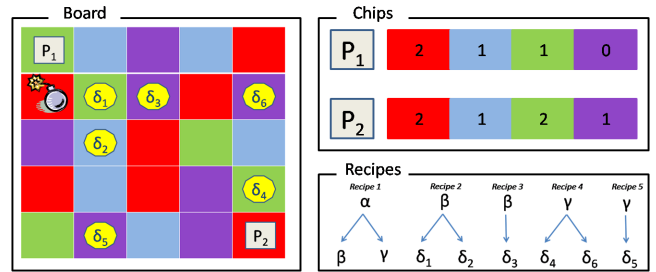 Board
P₁
δ₁ δ₃ δ₆
δ₂
δ₄
δ₅ P₂
Chips
P₁ 2 1 1 0
P₂ 2 1 2 1
Recipes
Recipe 1 Recipe 2 Recipe 3 Recipe 4 Recipe 5
α β β γ γ
β γ δ₁ δ₂ δ₃ δ₄ δ₆ δ₅